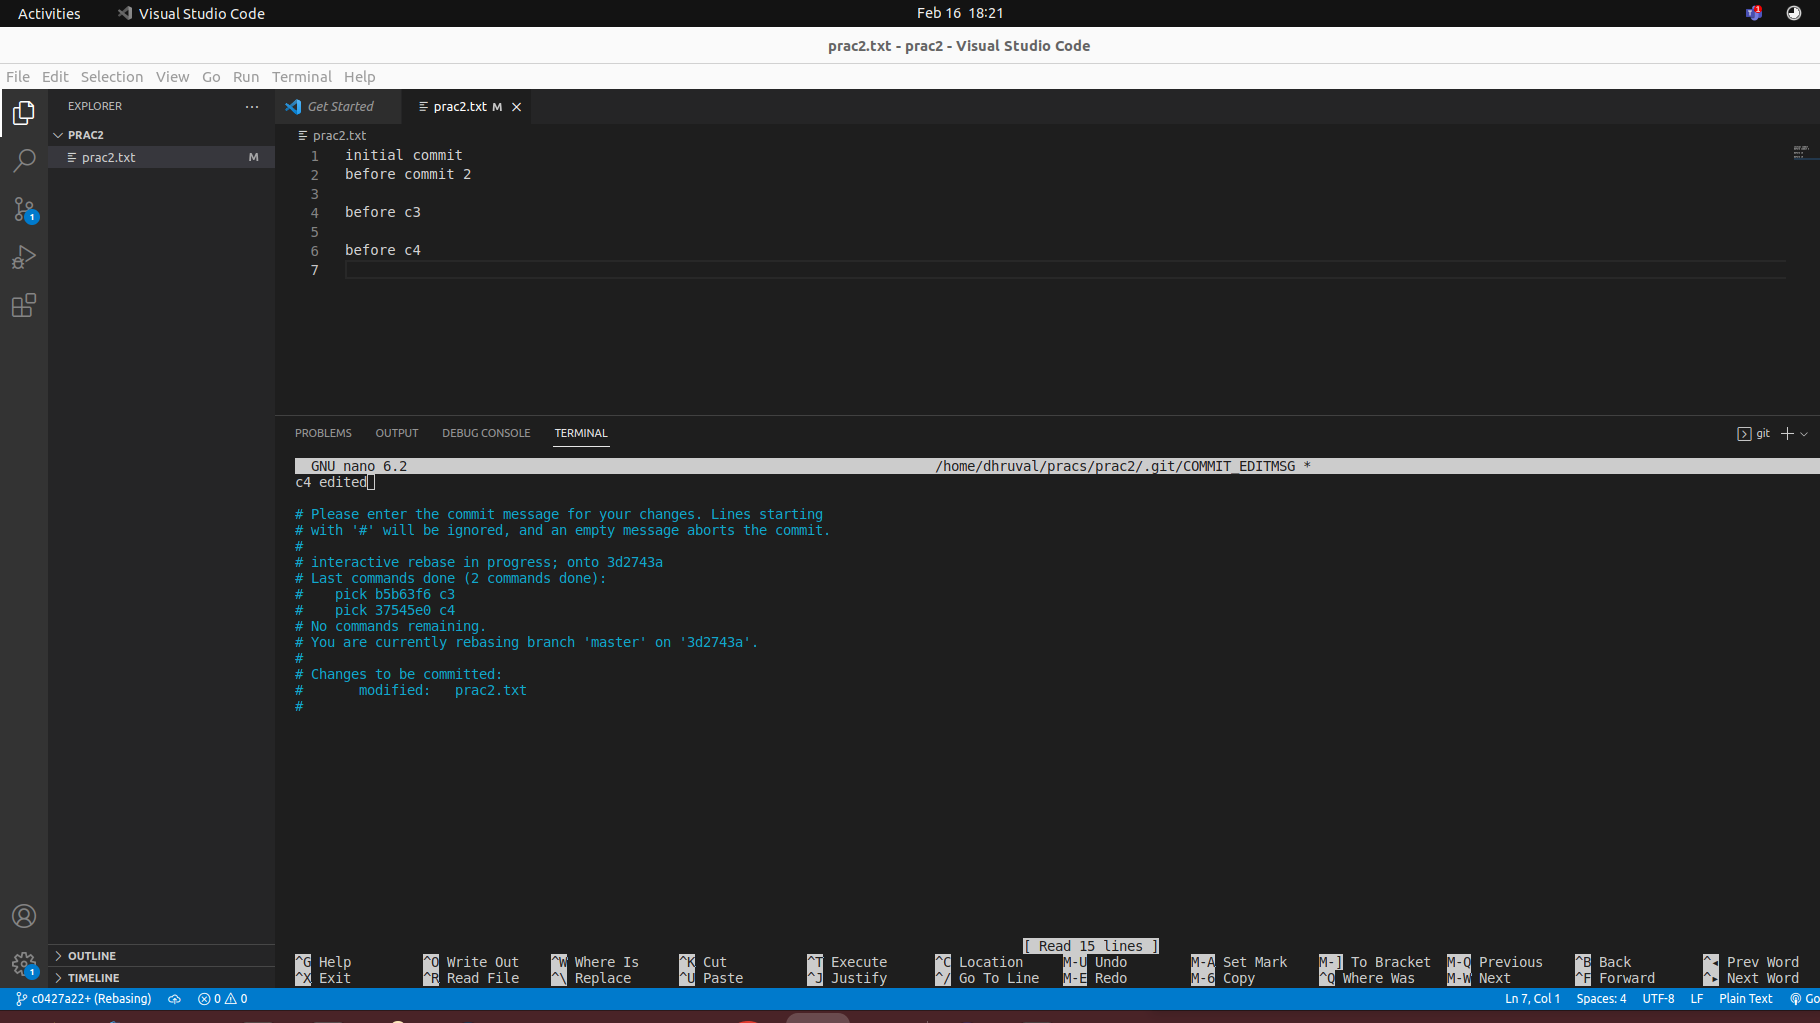 Activities Visual Studio Code Feb 16 18:21 1
prac2.txt - prac2 - Visual Studio Code
File Edit Selection View Go Run Terminal Help
EXPLORER ... Get Started prac2.txt M
PRAC2 prac2.txt
prac2.txt M
1 initial commit
2 before commit 2
3
4 before c3
5
6 before c4
7
1
PROBLEMS OUTPUT DEBUG CONSOLE TERMINAL git
GNU nano 6.2 /home/dhruval/pracs/prac2/.git/COMMIT_EDITMSG *
c4 edited
# Please enter the commit message for your changes. Lines starting
# with '#' will be ignored, and an empty message aborts the commit.
#
# interactive rebase in progress; onto 3d2743a
# Last commands done (2 commands done):
#    pick b5b63f6 c3
#    pick 37545e0 c4
# No commands remaining.
# You are currently rebasing branch 'master' on '3d2743a'.
#
# Changes to be committed:
#       modified:   prac2.txt
#
[ Read 15 lines ]
OUTLINE
TIMELINE
1
^G Help ^O Write Out ^W Where Is ^K Cut ^T Execute ^C Location M-U Undo M-A Set Mark M-] To Bracket M-Q Previous ^B Back ^◂ Prev Word
^X Exit ^R Read File ^\ Replace ^U Paste ^J Justify ^/ Go To Line M-E Redo M-6 Copy ^Q Where Was M-W Next ^F Forward ^▸ Next Word
c0427a22+ (Rebasing) 0 0 Ln 7, Col 1 Spaces: 4 UTF-8 LF Plain Text Go